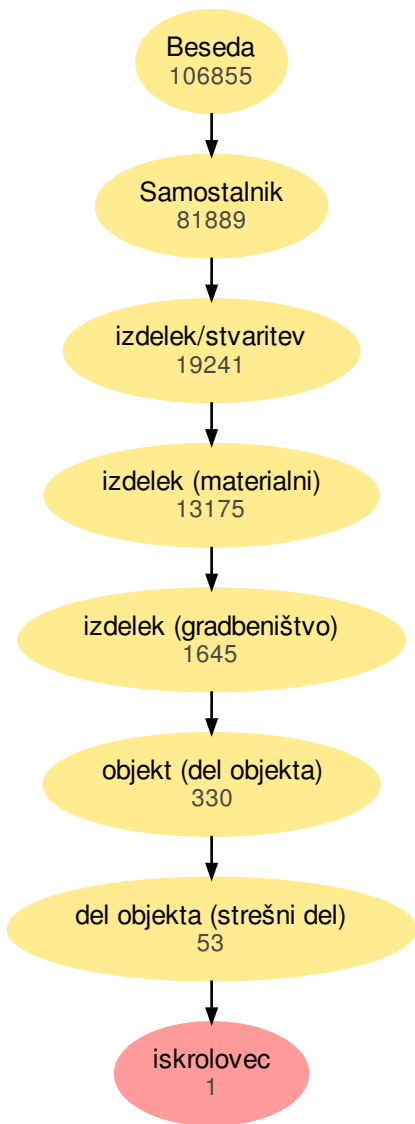 Beseda
106855
Samostalnik
81889
izdelek/stvaritev
19241
izdelek (materialni)
13175
izdelek (gradbeništvo)
1645
objekt (del objekta)
330
del objekta (strešni del)
53
iskrolovec
1